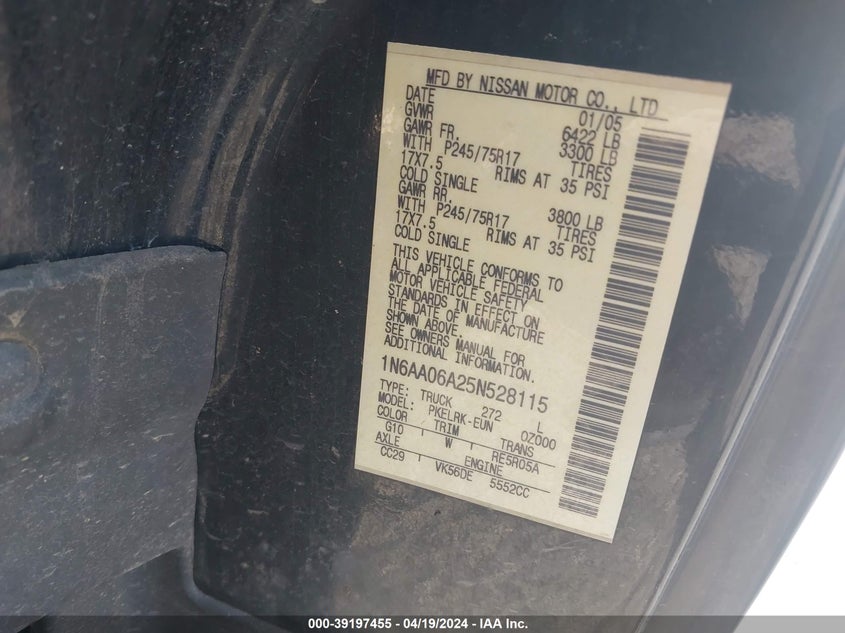 MFD BY NISSAN MOTOR CO., LTD
DATE 01/05
GVWR 6422 LB
GAWR FR. 3300 LB
WITH P245/75R17 TIRES
17X7.5 RIMS AT 35 PSI
COLD SINGLE
GAWR RR. 3800 LB
WITH P245/75R17 TIRES
17X7.5 RIMS AT 35 PSI
COLD SINGLE
THIS VEHICLE CONFORMS TO
ALL APPLICABLE FEDERAL
MOTOR VEHICLE SAFETY
STANDARDS IN EFFECT ON
THE DATE OF MANUFACTURE
SHOWN ABOVE.
SEE OWNERS MANUAL FOR
ADDITIONAL INFORMATION.
1N6AA06A25N528115
TYPE: TRUCK 272 L
MODEL: PKELRK-EUN 0Z000
COLOR TRIM TRANS
G10 W RE5R05A
AXLE ENGINE
CC29 VK56DE 5552CC
000-39197455 - 04/19/2024 - IAA Inc.